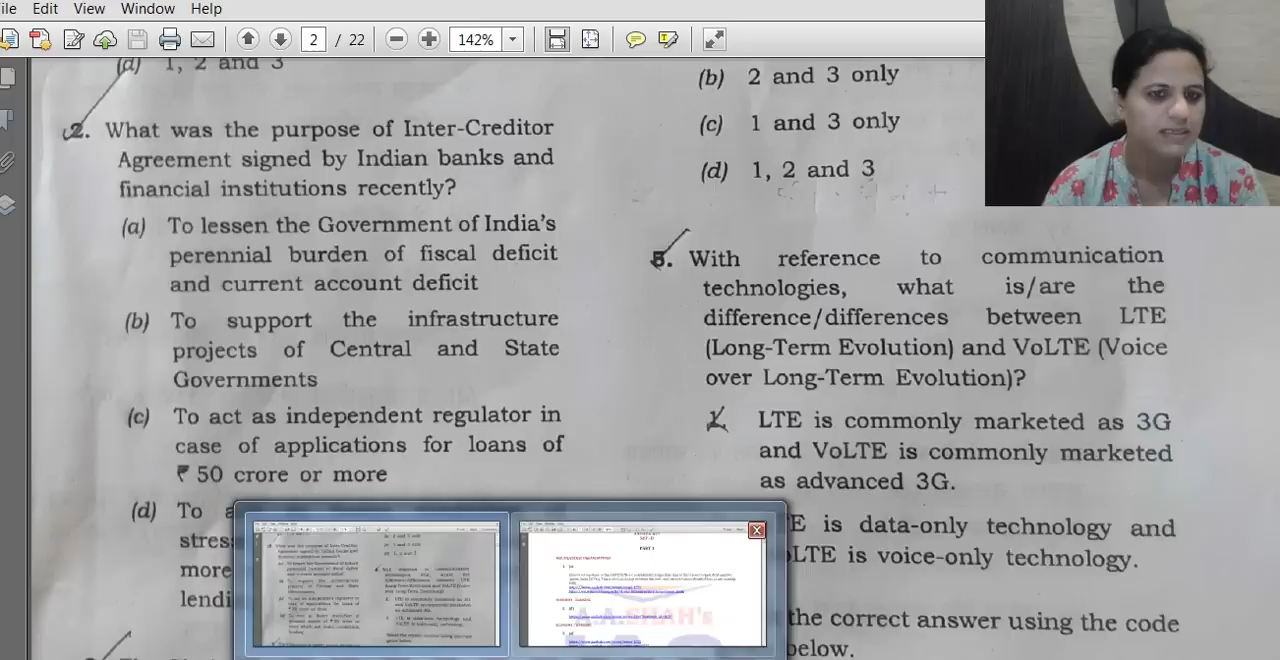 ile Edit View Window Help
2 / 22 142%
(d) 1, 2 and 3
2. What was the purpose of Inter-Creditor
Agreement signed by Indian banks and
financial institutions recently?
(a) To lessen the Government of India's
perennial burden of fiscal deficit
and current account deficit
(b) To support the infrastructure
projects of Central and State
Governments
(c) To act as independent regulator in
case of applications for loans of
₹ 50 crore or more
(d) To
stres
more
lendi
(b) 2 and 3 only
(c) 1 and 3 only
(d) 1, 2 and 3
5. With reference to communication
technologies, what is/are the
difference/differences between LTE
(Long-Term Evolution) and VoLTE (Voice
over Long-Term Evolution)?
LTE is commonly marketed as 3G
and VoLTE is commonly marketed
as advanced 3G.
E is data-only technology and
LTE is voice-only technology.
the correct answer using the code
below.
PART 1
A.A.SHAH's